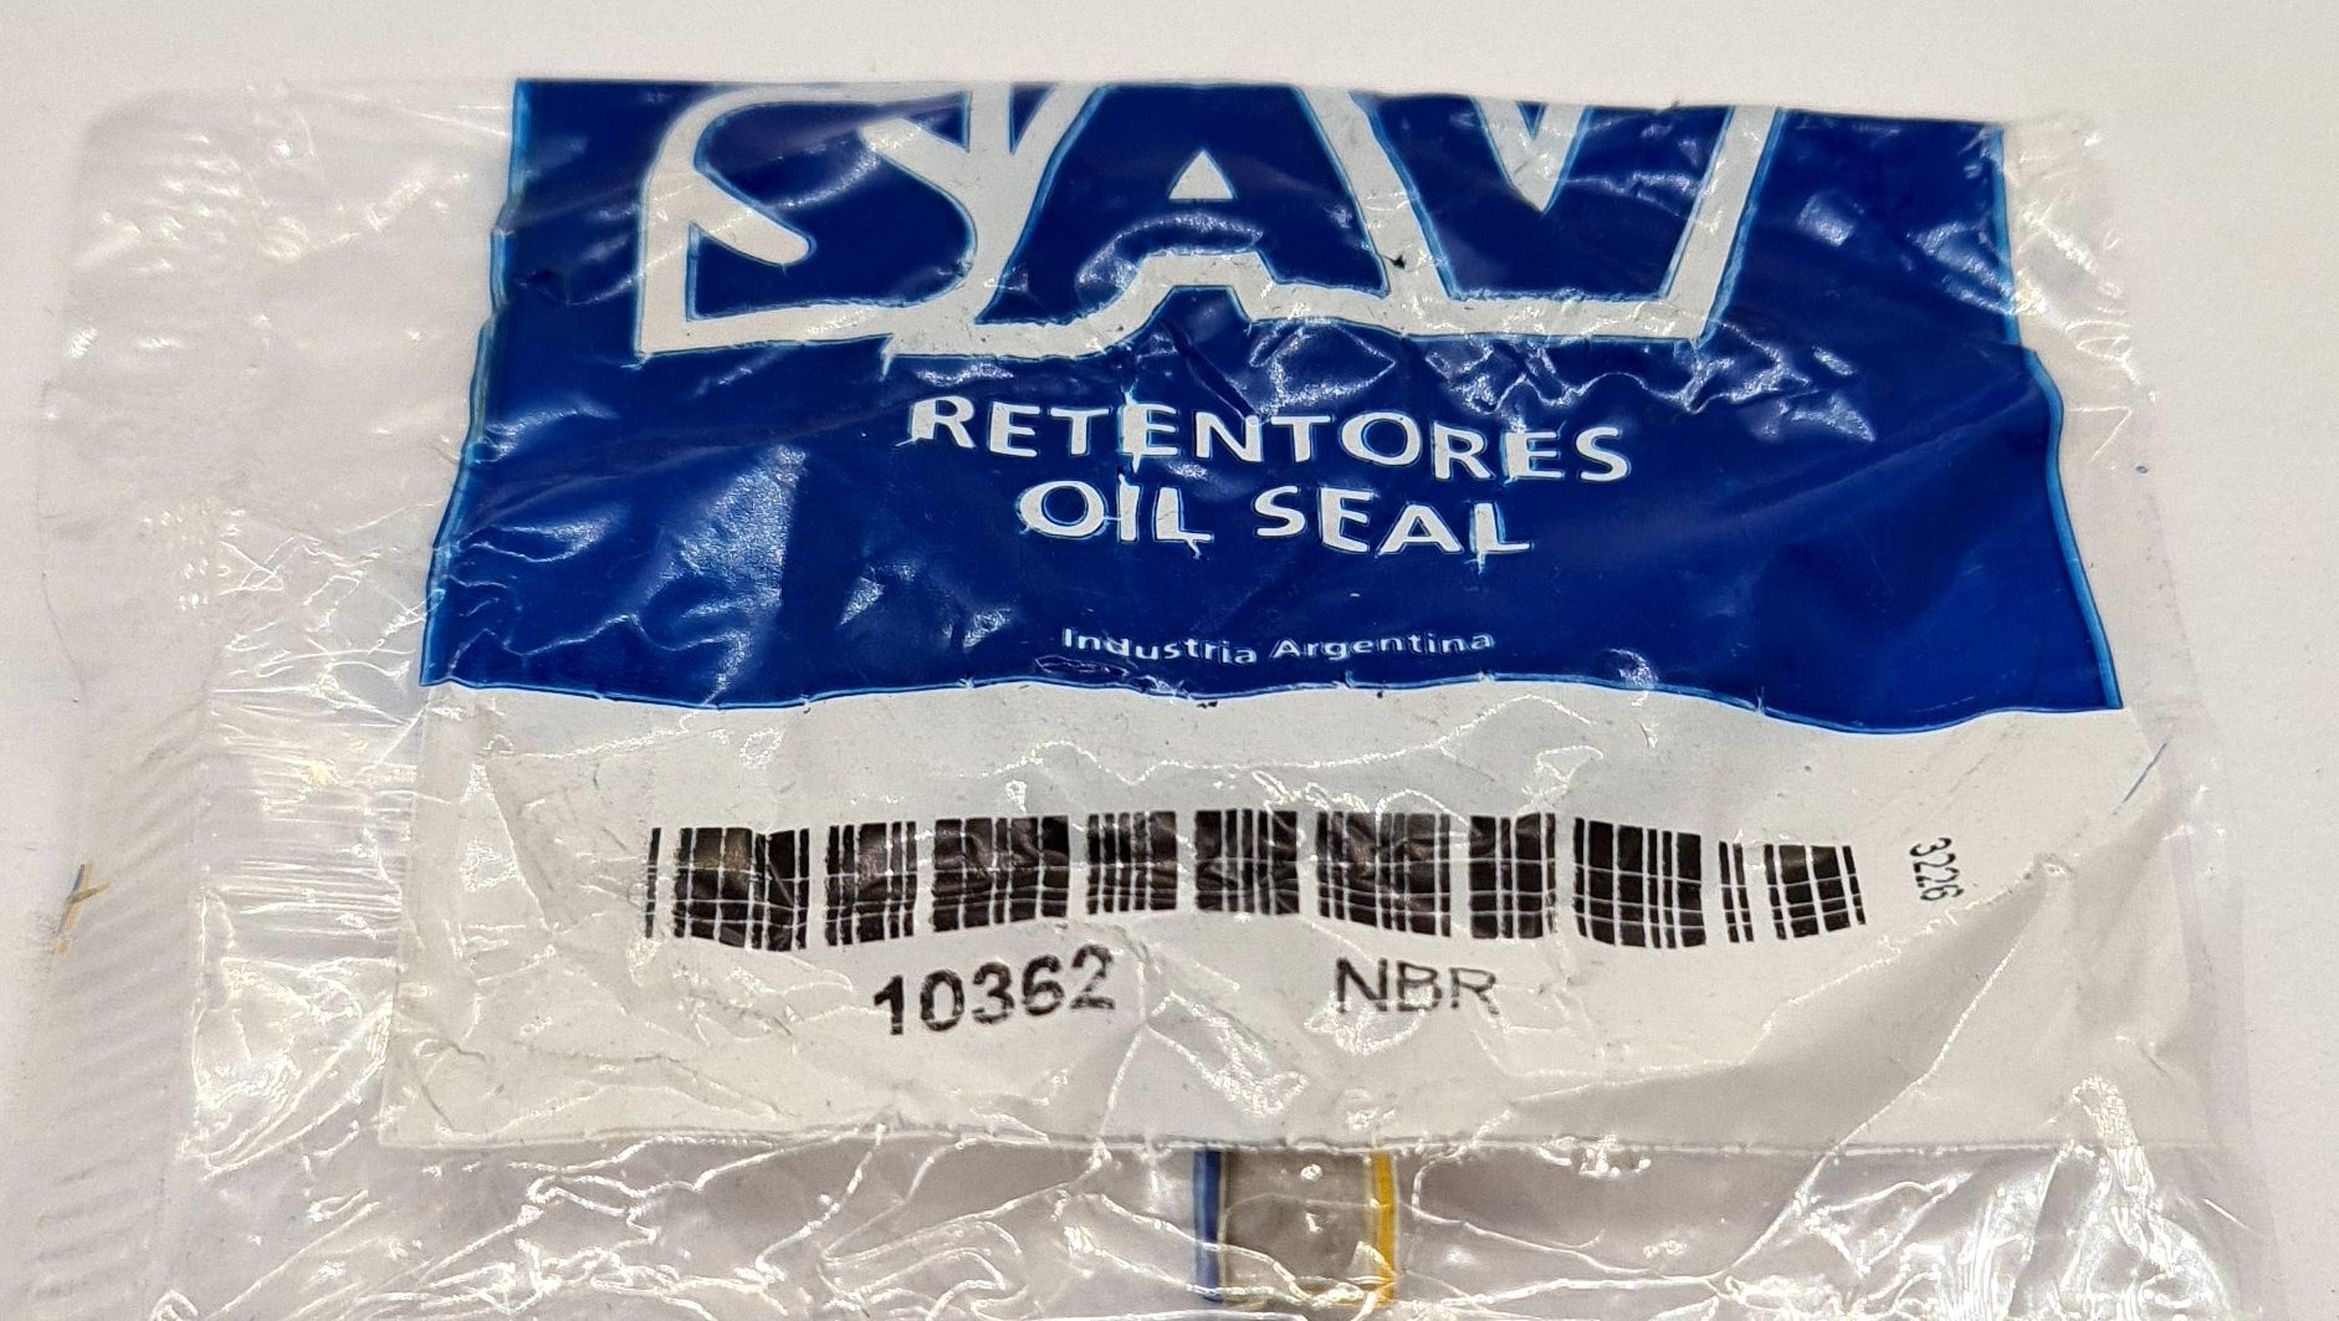 SAV
RETENTORES
OIL SEAL
Industria Argentina
3226
10362 NBR